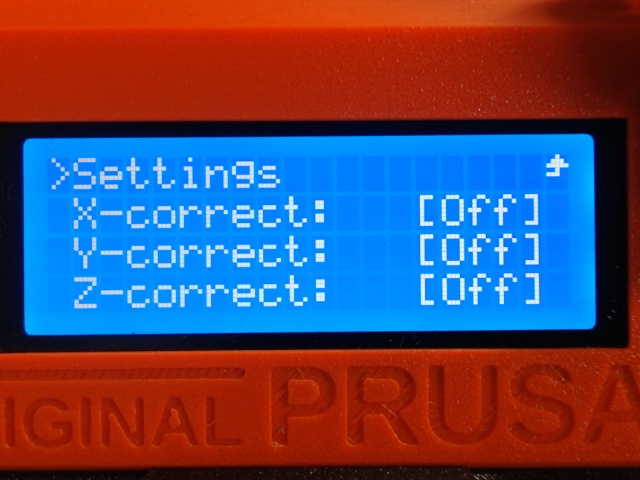 >Settings
X-correct: [Off]
Y-correct: [Off]
Z-correct: [Off]
IGINAL PRUSA